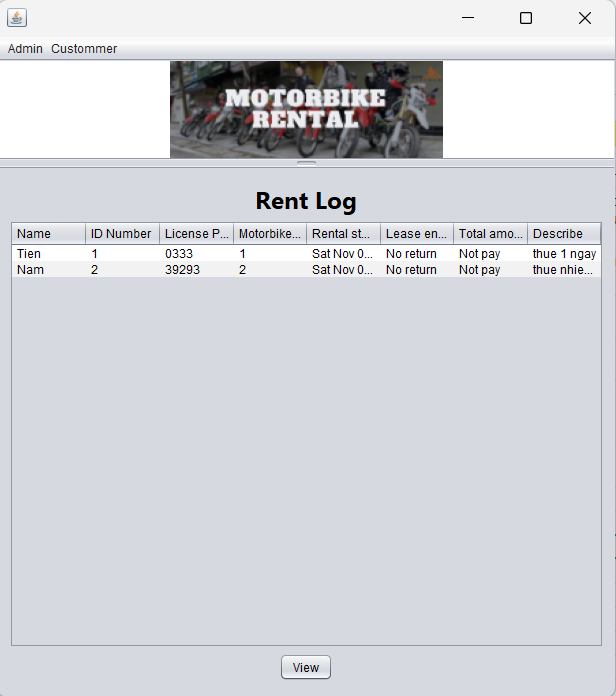 Admin Custommer
MOTORBIKE
RENTAL
Rent Log
Name ID Number License P... Motorbike... Rental st... Lease en... Total amo... Describe
Tien 1 0333 1 Sat Nov 0... No return Not pay thue 1 ngay
Nam 2 39293 2 Sat Nov 0... No return Not pay thue nhie...
View